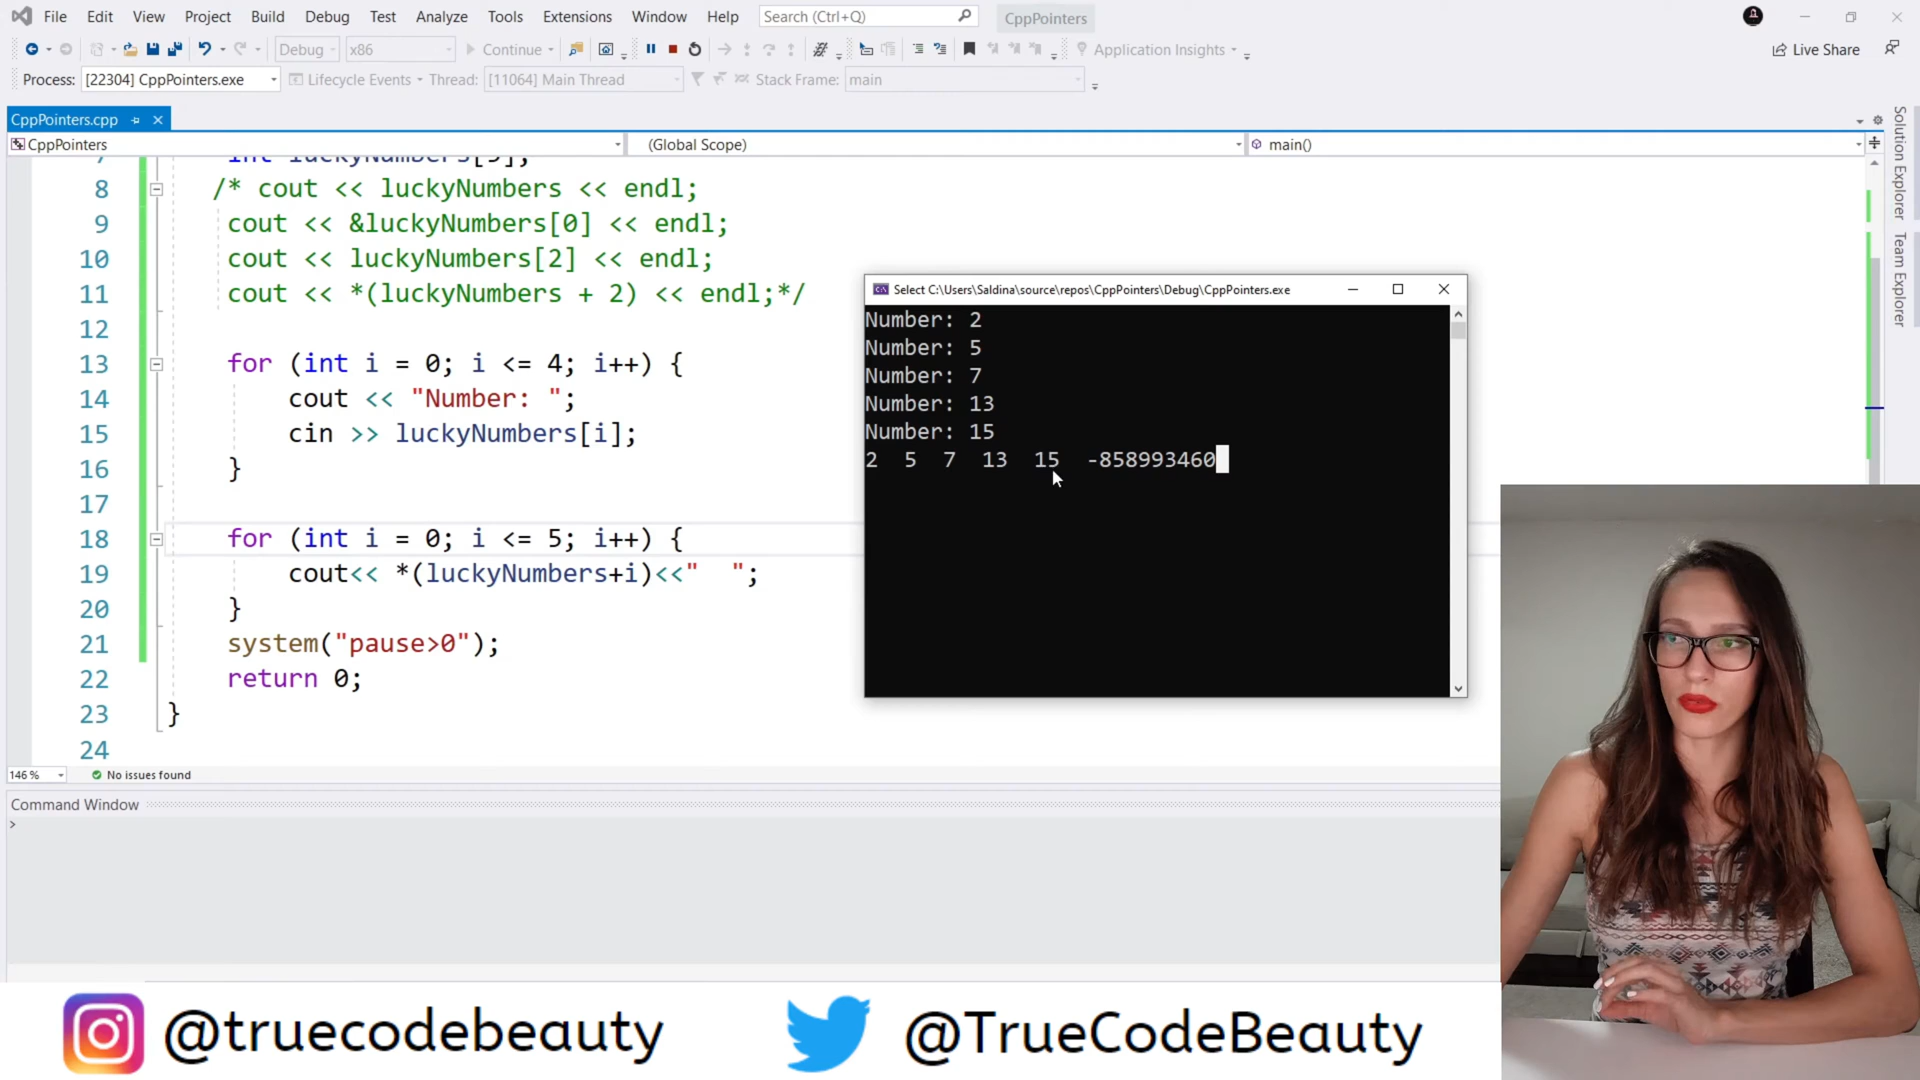 File Edit View Project Build Debug Test Analyze Tools Extensions Window Help Search (Ctrl+Q) CppPointers
Debug x86 Continue Application Insights Live Share
Process: [22304] CppPointers.exe Lifecycle Events Thread: [11064] Main Thread Stack Frame: main
CppPointers.cpp
CppPointers (Global Scope) main()
8 /* cout << luckyNumbers << endl;
9 cout << &luckyNumbers[0] << endl;
10 cout << luckyNumbers[2] << endl;
11 cout << *(luckyNumbers + 2) << endl;*/
12
13 for (int i = 0; i <= 4; i++) {
14 cout << "Number: ";
15 cin >> luckyNumbers[i];
16 }
17
18 for (int i = 0; i <= 5; i++) {
19 cout<< *(luckyNumbers+i)<<"  ";
20 }
21 system("pause>0");
22 return 0;
23 }
24
146 % No issues found
Command Window
>
Select C:\Users\Saldina\source\repos\CppPointers\Debug\CppPointers.exe
Number: 2
Number: 5
Number: 7
Number: 13
Number: 15
2 5 7 13 15 -858993460
Solution Explorer
Team Explorer
@truecodebeauty @TrueCodeBeauty